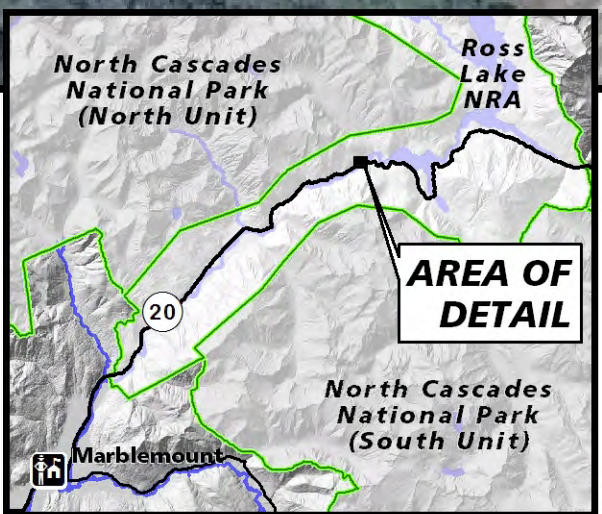 North Cascades
National Park
(North Unit)
Ross
Lake
NRA
AREA OF
DETAIL
20
North Cascades
National Park
(South Unit)
Marblemount